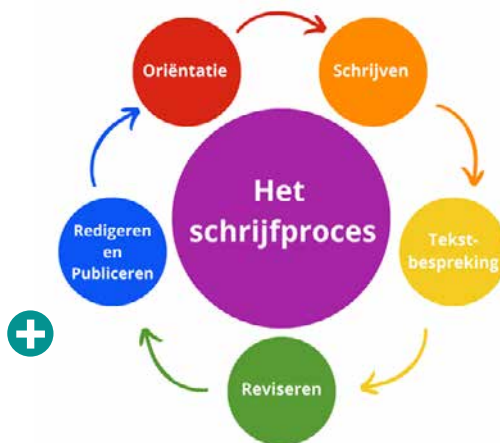 Oriëntatie
Schrijven
Het
schrijfproces
Redigeren
en
Publiceren
Tekst-
bespreking
Reviseren